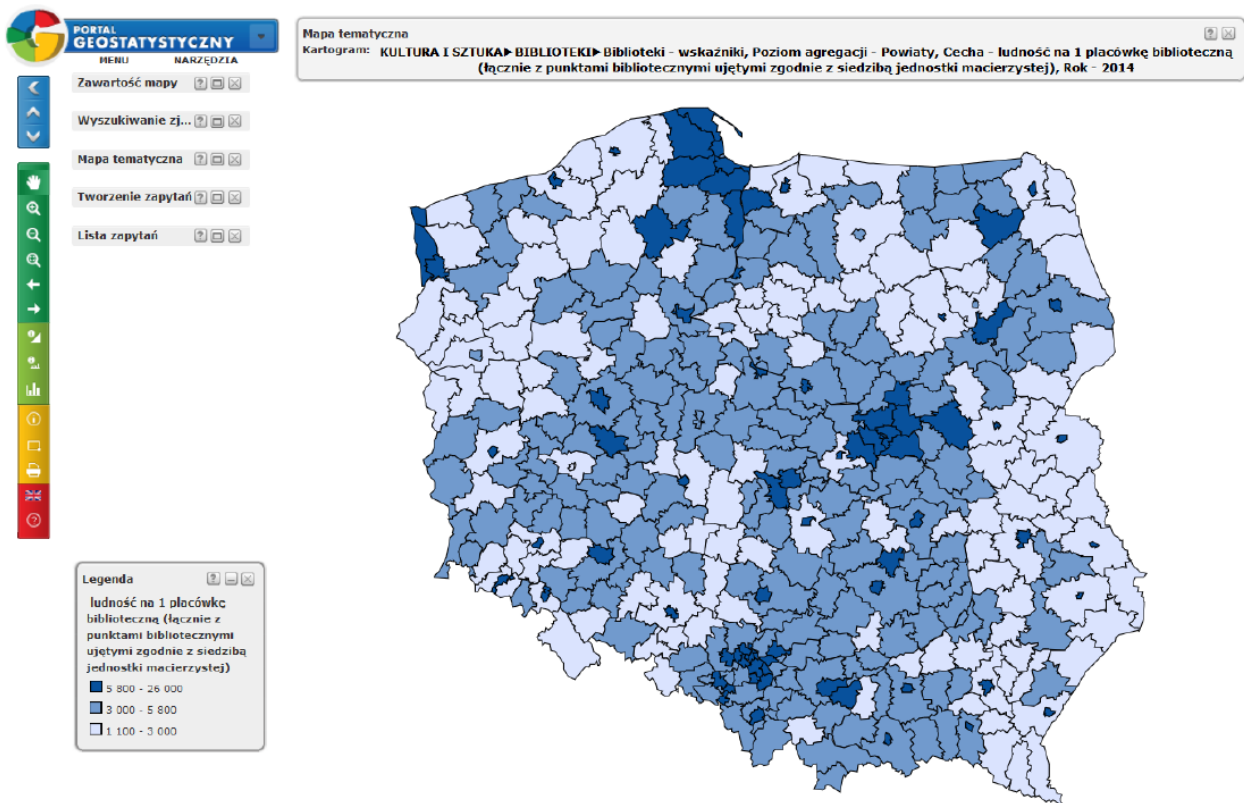 PORTAL
GEOSTATYSTYCZNY
MENU NARZĘDZIA
Mapa tematyczna
Kartogram: KULTURA I SZTUKA▶BIBLIOTEKI▶Biblioteki - wskaźniki, Poziom agregacji - Powiaty, Cecha - ludność na 1 placówkę biblioteczną
(łącznie z punktami bibliotecznymi ujętymi zgodnie z siedzibą jednostki macierzystej), Rok - 2014
Zawartość mapy
Wyszukiwanie zj...
Mapa tematyczna
Tworzenie zapytań
Lista zapytań
Legenda
ludność na 1 placówkę
biblioteczną (łącznie z
punktami bibliotecznymi
ujętymi zgodnie z siedzibą
jednostki macierzystej)
5 800 - 26 000
3 000 - 5 800
1 100 - 3 000